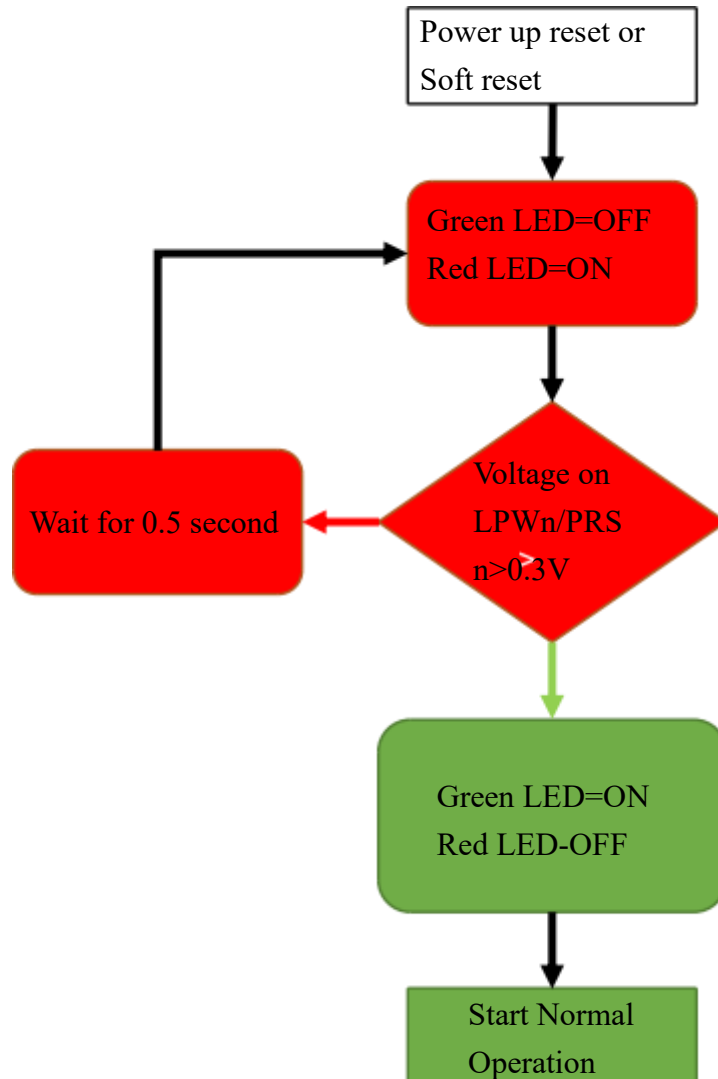 Power up reset or
Soft reset
Green LED=OFF
Red LED=ON
Voltage on
LPWn/PRS
n>0.3V
>
Wait for 0.5 second
Green LED=ON
Red LED-OFF
Start Normal
Operation